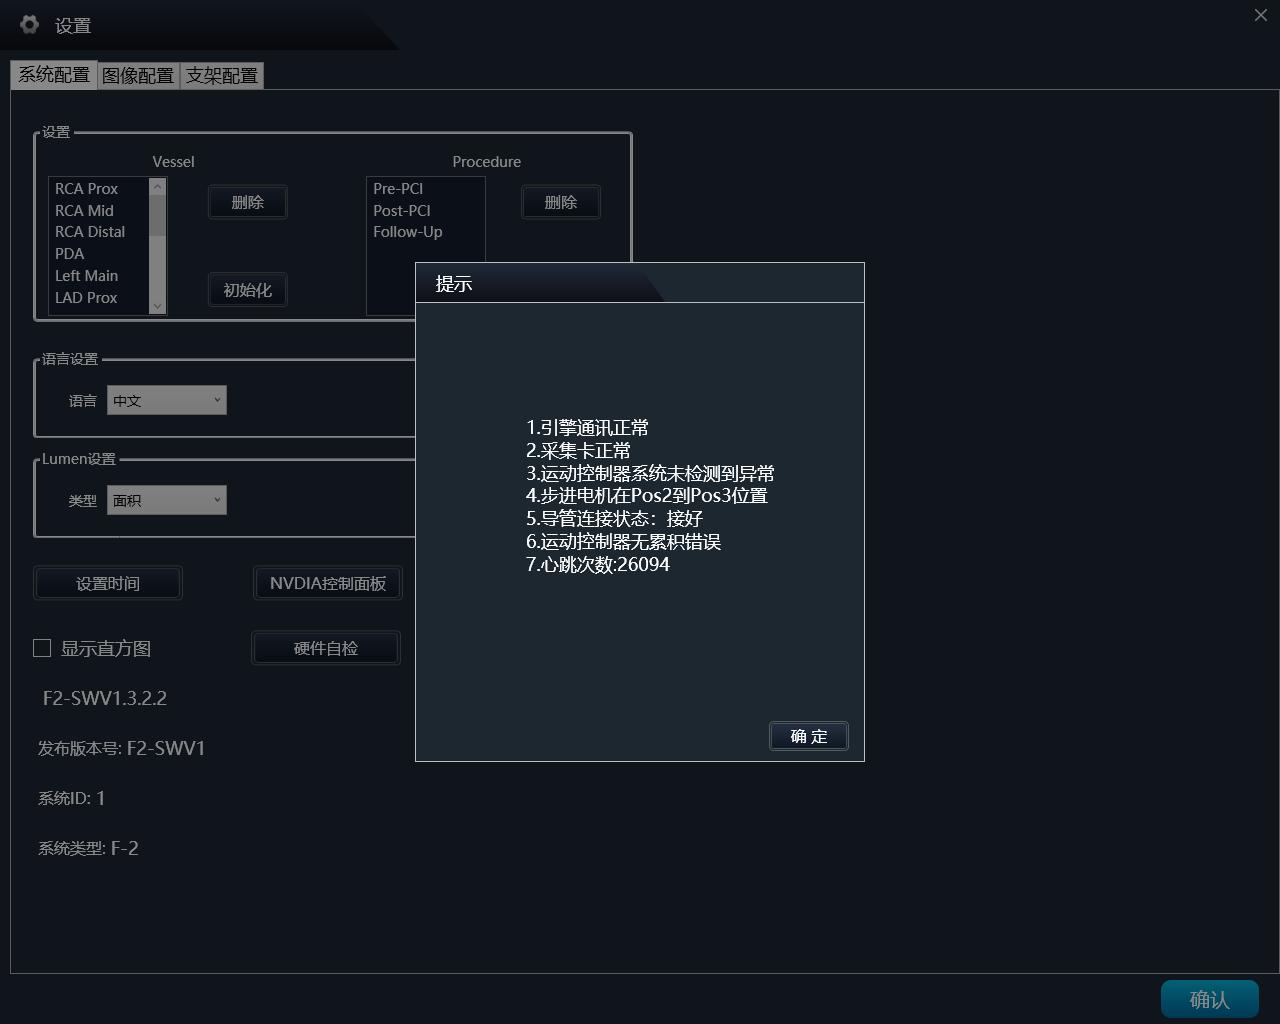 设置
系统配置 图像配置 支架配置
设置
Vessel
RCA Prox
RCA Mid
RCA Distal
PDA
Left Main
LAD Prox
删除
初始化
Procedure
Pre-PCI
Post-PCI
Follow-Up
删除
语言设置
语言 中文
Lumen设置
类型 面积
设置时间
NVDIA控制面板
显示直方图
硬件自检
F2-SWV1.3.2.2
发布版本号: F2-SWV1
系统ID: 1
系统类型: F-2
提示
1.引擎通讯正常
2.采集卡正常
3.运动控制器系统未检测到异常
4.步进电机在Pos2到Pos3位置
5.导管连接状态：接好
6.运动控制器无累积错误
7.心跳次数:26094
确 定
确认